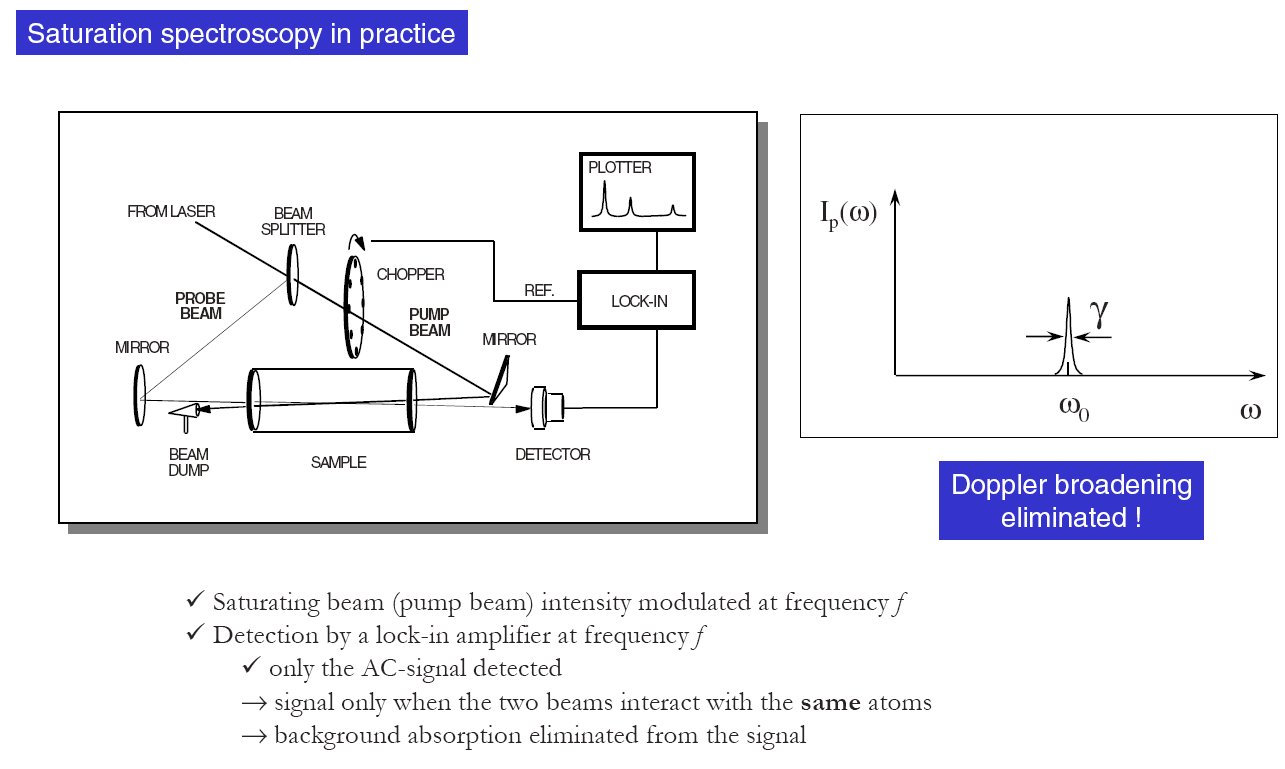 Saturation spectroscopy in practice
PLOTTER
FROM LASER
BEAM
SPLITTER
CHOPPER
REF.
LOCK-IN
PROBE
BEAM
PUMP
BEAM
MIRROR
MIRROR
BEAM
DUMP
SAMPLE
DETECTOR
Iₚ(ω)
γ
ω₀
ω
Doppler broadening
eliminated !
✓ Saturating beam (pump beam) intensity modulated at frequency f
✓ Detection by a lock-in amplifier at frequency f
✓ only the AC-signal detected
→ signal only when the two beams interact with the same atoms
→ background absorption eliminated from the signal